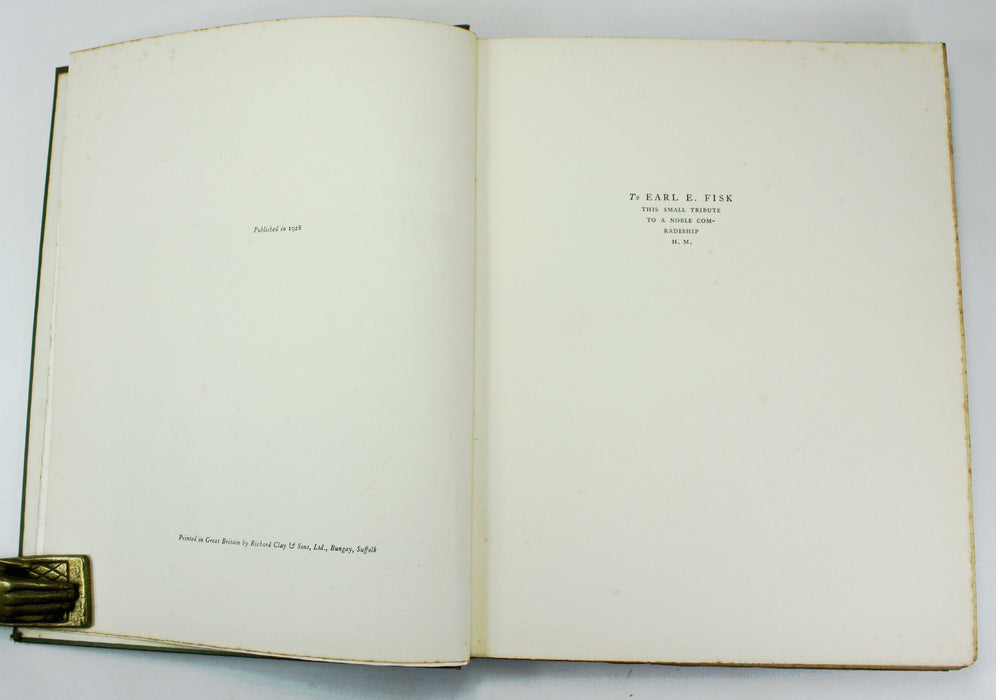 Published in 1928
Printed in Great Britain by Richard Clay & Sons, Ltd., Bungay, Suffolk
To EARL E. FISK
THIS SMALL TRIBUTE
TO A NOBLE COM-
RADESHIP
H. M.